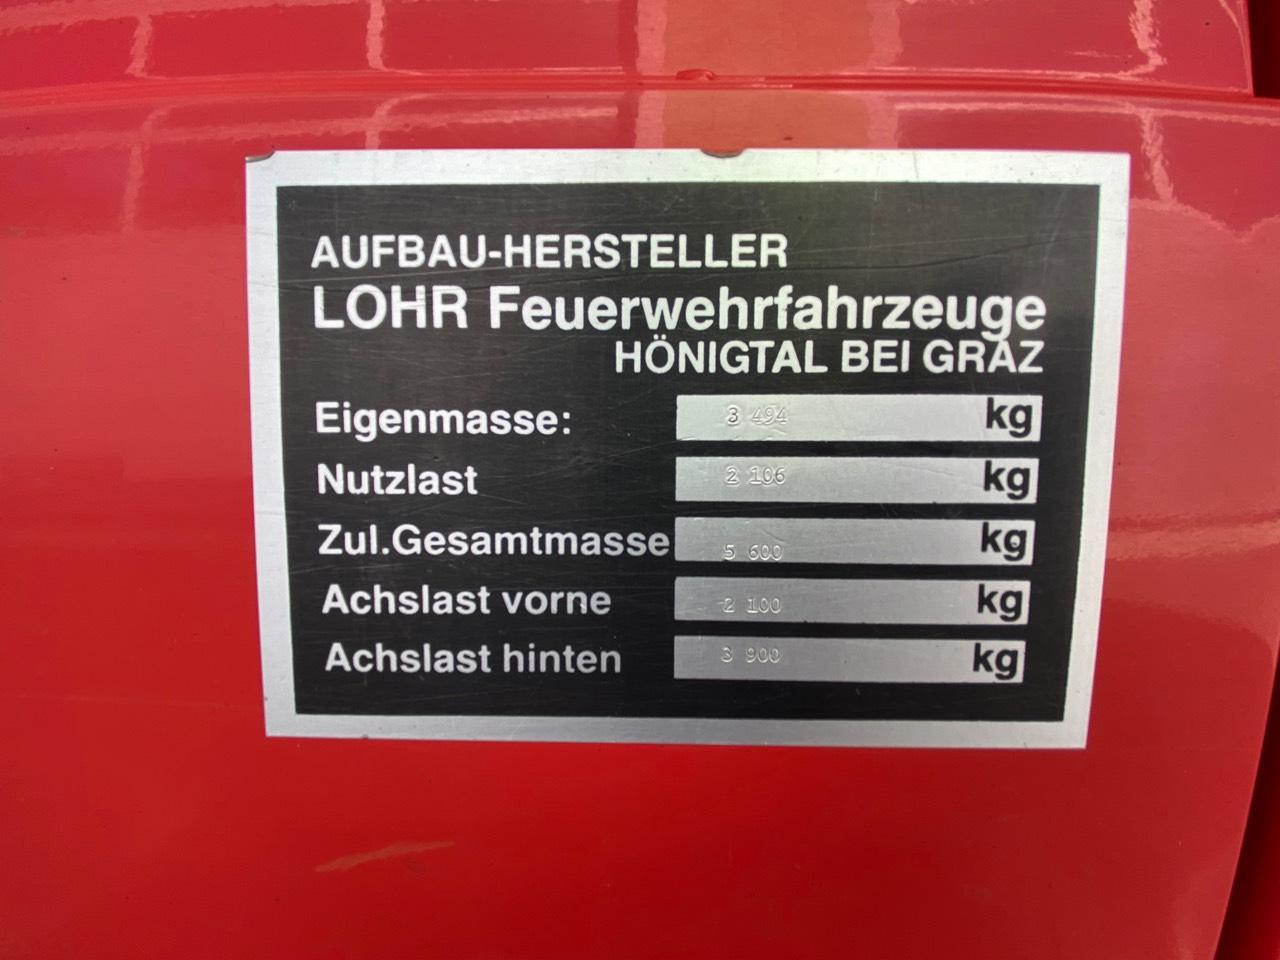 AUFBAU-HERSTELLER
LOHR Feuerwehrfahrzeuge
HÖNIGTAL BEI GRAZ
Eigenmasse: 3 494 kg
Nutzlast 2 106 kg
Zul.Gesamtmasse 5 600 kg
Achslast vorne 2 100 kg
Achslast hinten 3 900 kg